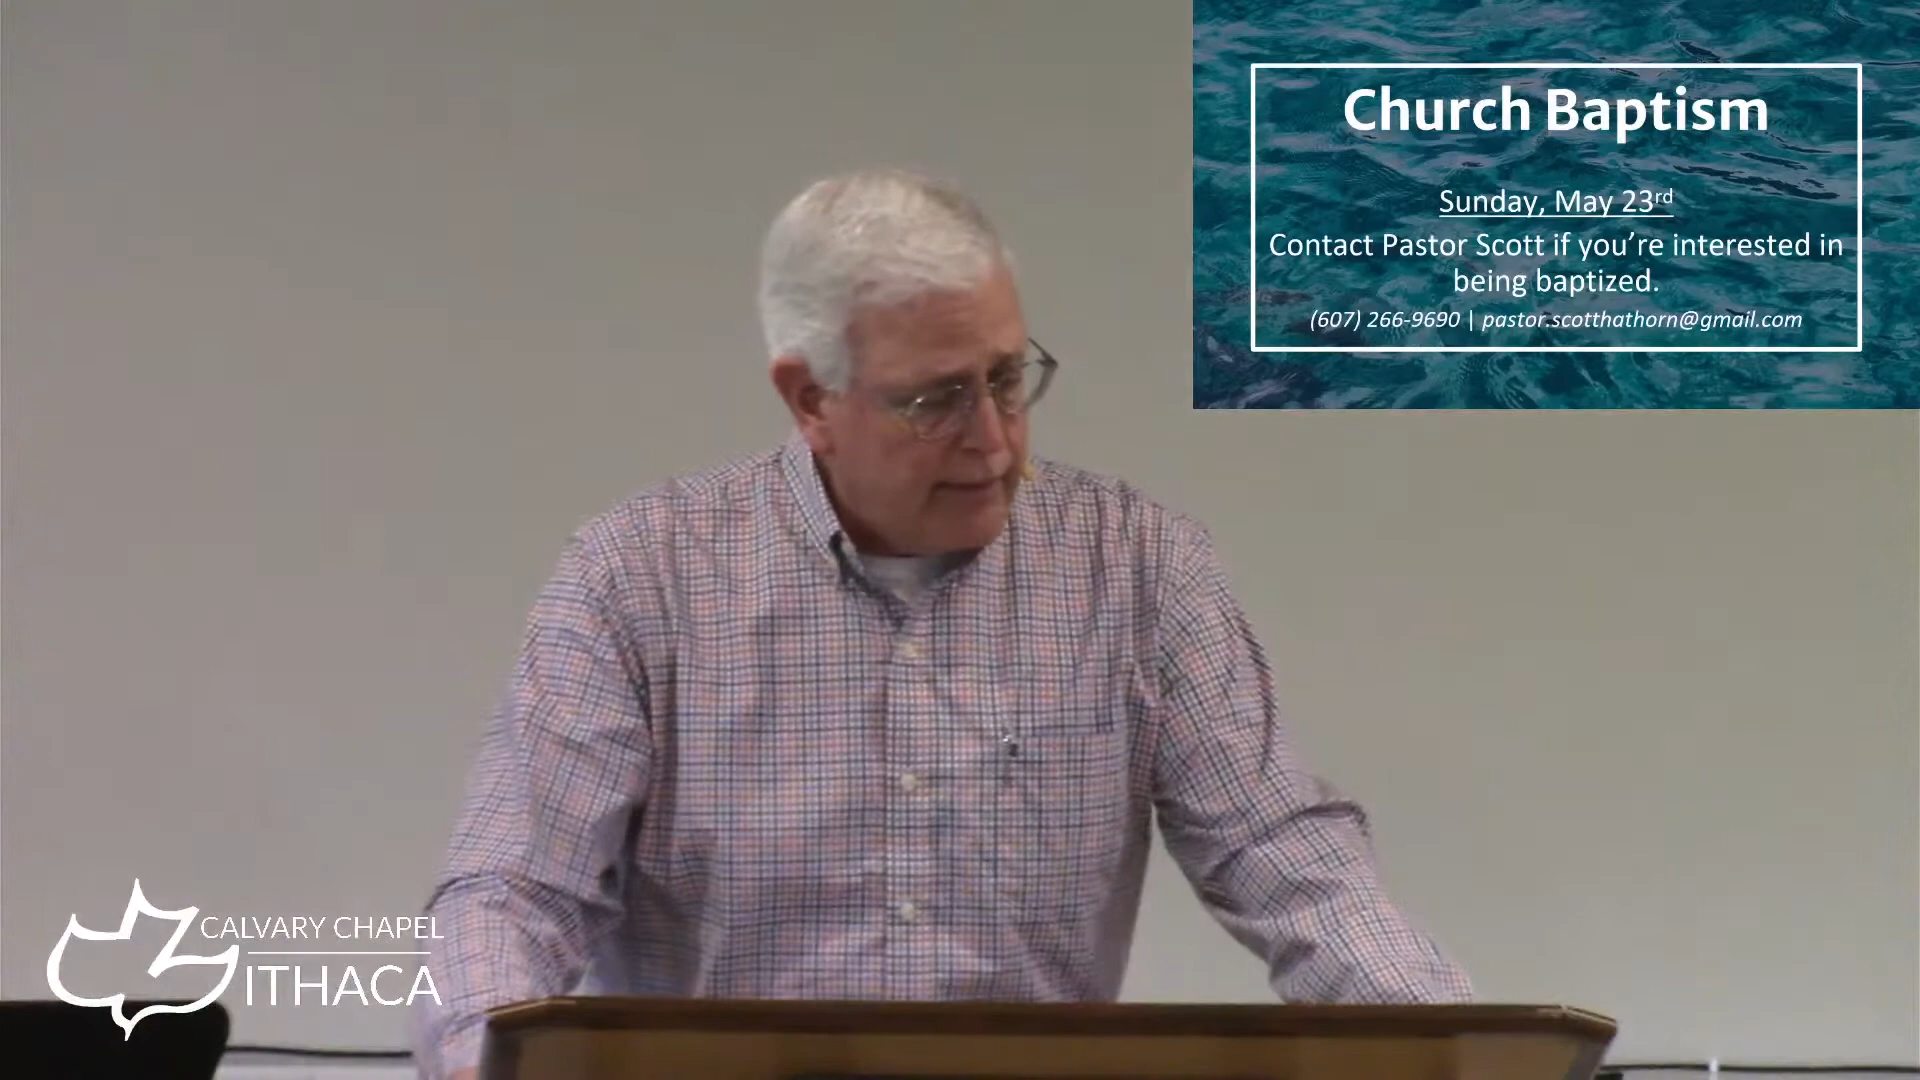 Church Baptism
Sunday, May 23rd
Contact Pastor Scott if you're interested in
being baptized.
(607) 266-9690 | pastor.scotthathorn@gmail.com
CALVARY CHAPEL
ITHACA